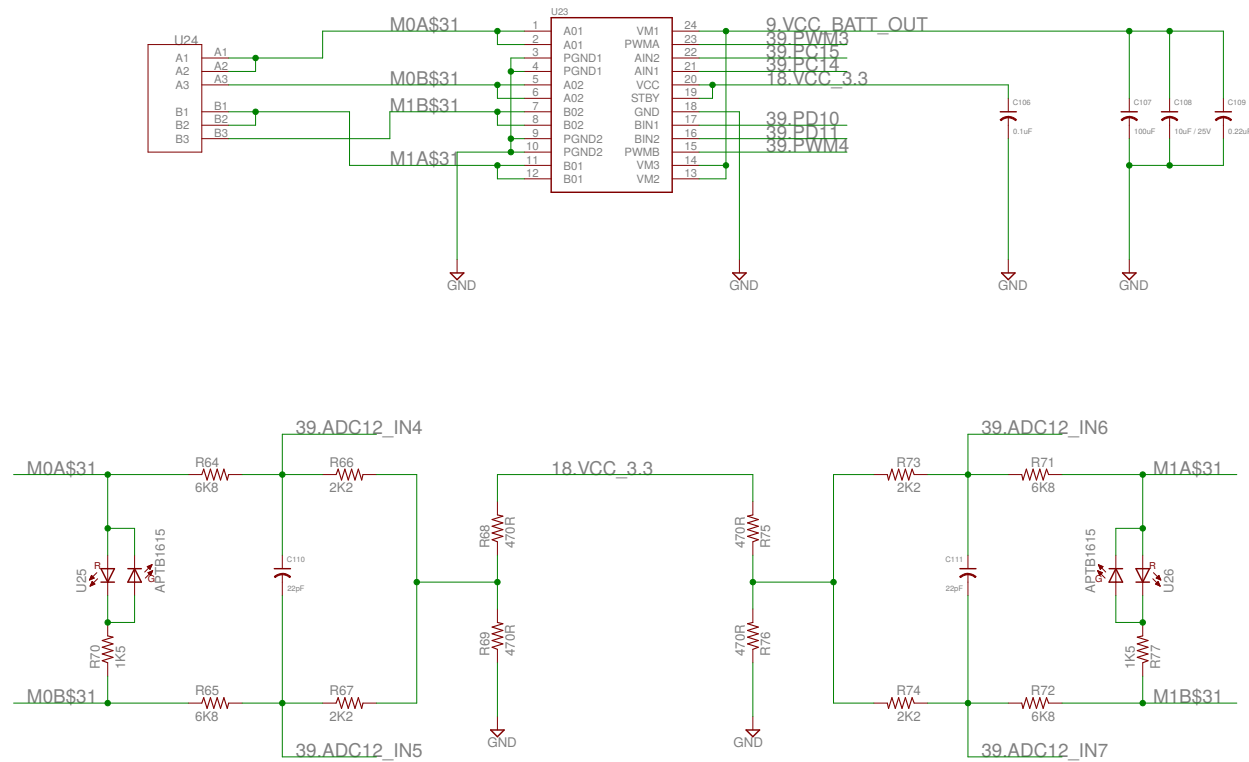 U23
U24
A1
A2
A3
B1
B2
B3
A1
A2
A3
B1
B2
B3
M0A$31
M0B$31
M1B$31
M1A$31
1 A01 VM1 24
2 A01 PWMA 23
3 PGND1 AIN2 22
4 PGND1 AIN1 21
5 A02 VCC 20
6 A02 STBY 19
7 B02 GND 18
8 B02 BIN1 17
9 PGND2 BIN2 16
10 PGND2 PWMB 15
11 B01 VM3 14
12 B01 VM2 13
9.VCC_BATT_OUT
39.PWM3
39.PC15
39.PC14
18.VCC_3.3
39.PD10
39.PD11
39.PWM4
C106
0.1uF
C107
100uF
C108
10uF / 25V
C109
0.22uF
GND
GND
GND
GND
39.ADC12_IN4
39.ADC12_IN6
M0A$31
R64
6K8
R66
2K2
18.VCC_3.3
R73
2K2
R71
6K8
M1A$31
R68
470R
470R
R75
U25
R
G
APTB1615
C110
22pF
C111
22pF
APTB1615
G
R
U26
R70
1K5
R69
470R
470R
R76
1K5
R77
M0B$31
R65
6K8
R67
2K2
R74
2K2
R72
6K8
M1B$31
GND
GND
39.ADC12_IN5
39.ADC12_IN7